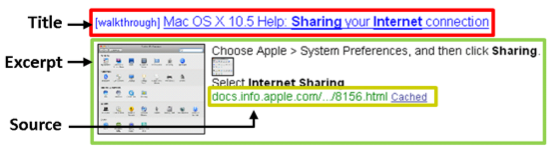 Title
[walkthrough] Mac OS X 10.5 Help: Sharing your Internet connection
Excerpt
Choose Apple > System Preferences, and then click Sharing.
Select Internet Sharing
docs.info.apple.com/.../8156.html Cached
Source